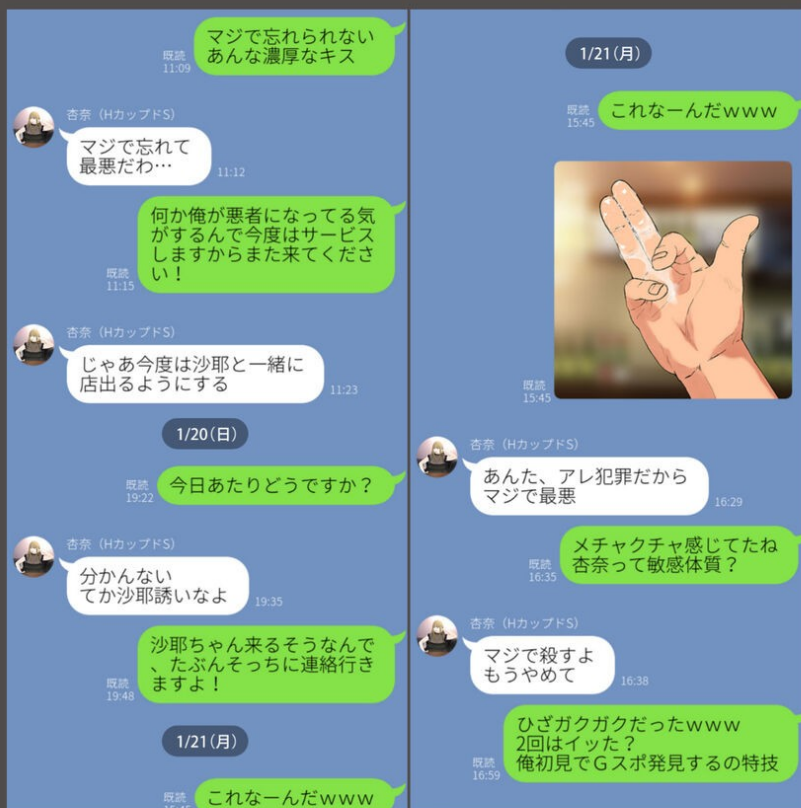 マジで忘れられない
あんな濃厚なキス
既読
11:09
杏奈（HカップドS）
マジで忘れて
最悪だわ…
11:12
何か俺が悪者になってる気
がするんで今度はサービス
しますからまた来てくださ
い！
既読
11:15
杏奈（HカップドS）
じゃあ今度は沙耶と一緒に
店出るようにする
11:23
1/20(日)
今日あたりどうですか？
既読
19:22
杏奈（HカップドS）
分かんない
てか沙耶誘いなよ
19:35
沙耶ちゃん来るそうなんで
、たぶんそっちに連絡行き
ますよ！
既読
19:48
1/21(月)
これなーんだｗｗｗ
既読
1/21(月)
これなーんだｗｗｗ
既読
15:45
既読
15:45
杏奈（HカップドS）
あんた、アレ犯罪だから
マジで最悪
16:29
メチャクチャ感じてたね
杏奈って敏感体質？
既読
16:35
杏奈（HカップドS）
マジで殺すよ
もうやめて
16:38
ひざガクガクだったｗｗｗ
2回はイッた？
俺初見でＧスポ発見するの特技
既読
16:59